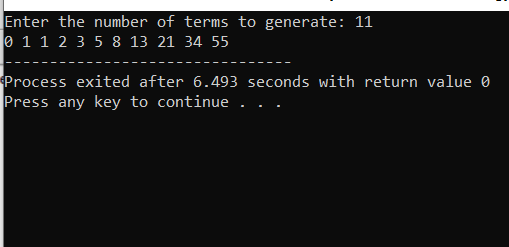 Enter the number of terms to generate: 11
0 1 1 2 3 5 8 13 21 34 55
--------------------------------
Process exited after 6.493 seconds with return value 0
Press any key to continue . . .